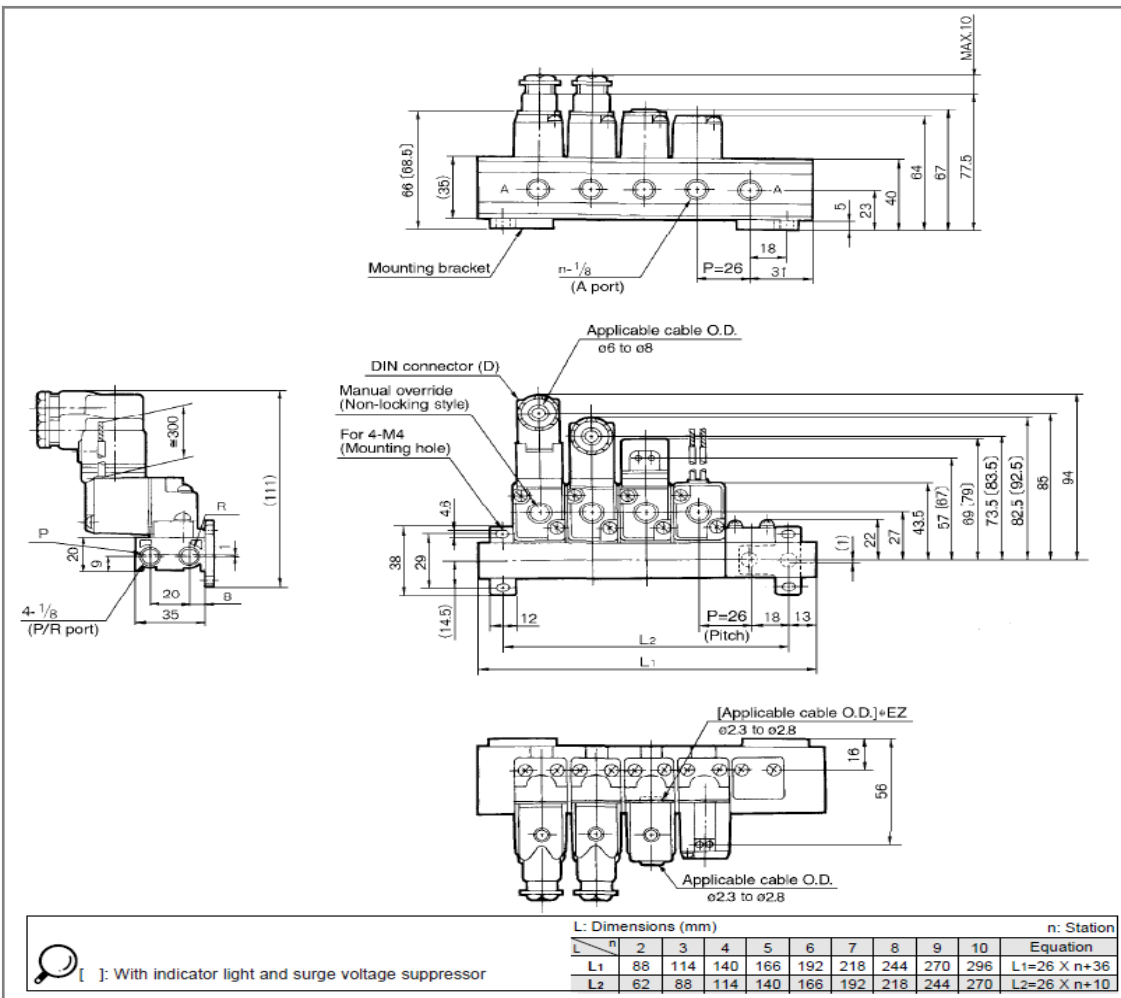 MAX.10
66 [68.5]
(35)
A
A
5
23
40
64
67
77.5
18
P=26
31
Mounting bracket
n-1/8
(A port)
Applicable cable O.D.
ø6 to ø8
DIN connector (D)
Manual override
(Non-locking style)
For 4-M4
(Mounting hole)
≅300
(111)
R
P
20
9
1
20
8
35
4-1/8
(P/R port)
4.6
38
29
(14.5)
12
(1)
22
27
43.5
57 [67]
69 [79]
73.5 [83.5]
82.5 [92.5]
85
94
P=26
(Pitch)
18
13
L2
L1
[Applicable cable O.D.]*EZ
ø2.3 to ø2.8
16
56
Applicable cable O.D.
ø2.3 to ø2.8
[ ]: With indicator light and surge voltage suppressor
L: Dimensions (mm) n: Station
L n 2 3 4 5 6 7 8 9 10 Equation
L1 88 114 140 166 192 218 244 270 296 L1=26 X n+36
L2 62 88 114 140 166 192 218 244 270 L2=26 X n+10